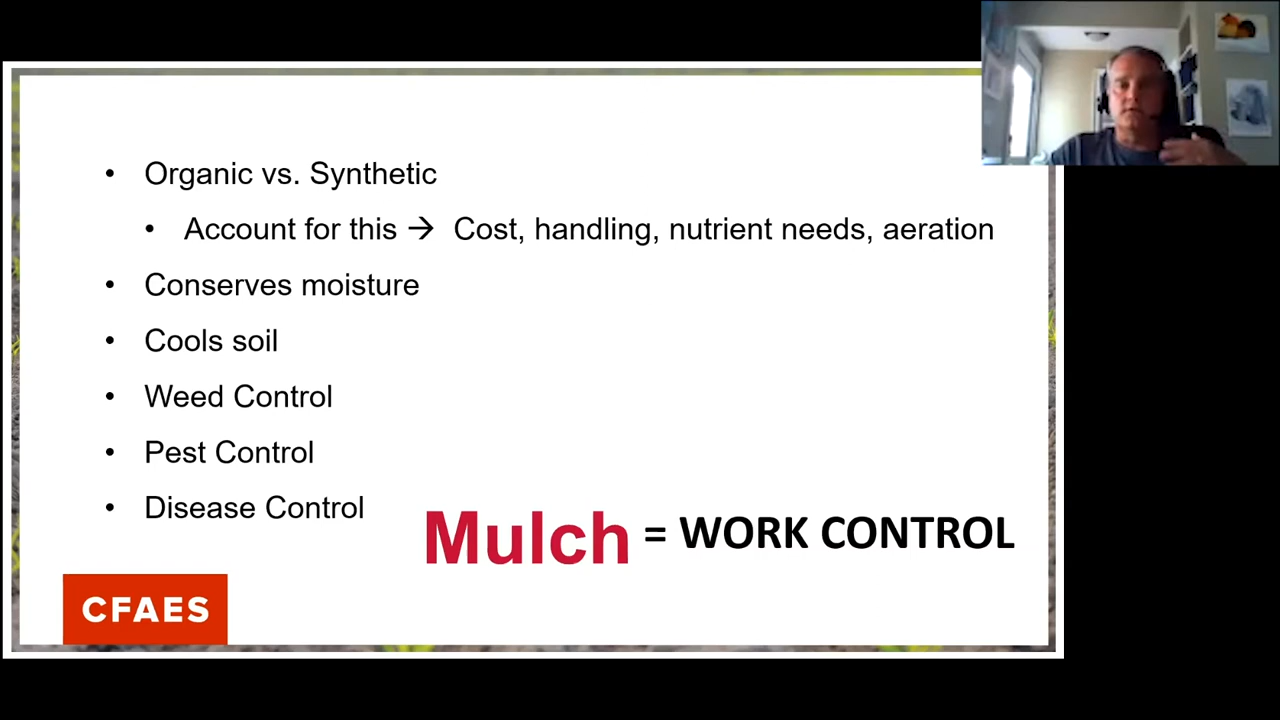 • Organic vs. Synthetic
• Account for this → Cost, handling, nutrient needs, aeration
• Conserves moisture
• Cools soil
• Weed Control
• Pest Control
• Disease Control
Mulch = WORK CONTROL
CFAES